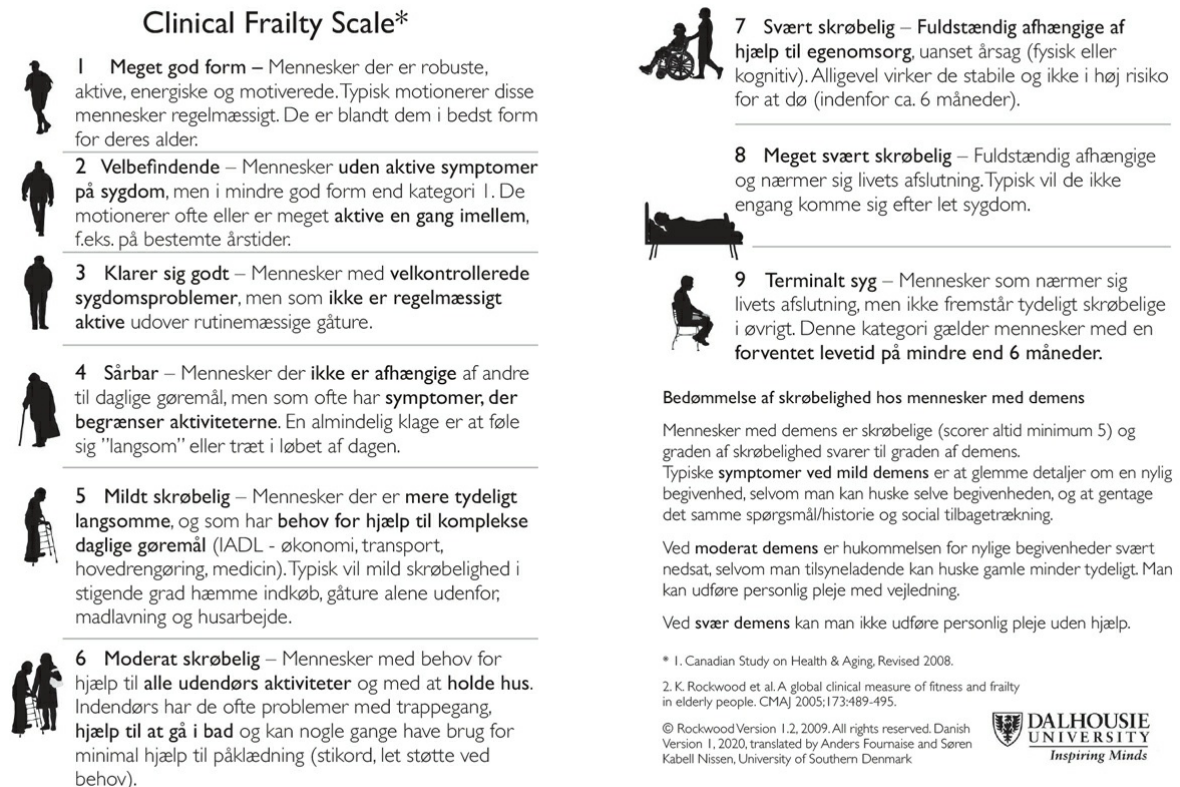 Clinical Frailty Scale*
1 Meget god form – Mennesker der er robuste,
aktive, energiske og motiverede. Typisk motionerer disse
mennesker regelmæssigt. De er blandt dem i bedst form
for deres alder.
2 Velbefindende – Mennesker uden aktive symptomer
på sygdom, men i mindre god form end kategori 1. De
motionerer ofte eller er meget aktive en gang imellem,
f.eks. på bestemte årstider.
3 Klarer sig godt – Mennesker med velkontrollerede
sygdomsproblemer, men som ikke er regelmæssigt
aktive udover rutinemæssige gåture.
4 Sårbar – Mennesker der ikke er afhængige af andre
til daglige gøremål, men som ofte har symptomer, der
begrænser aktiviteterne. En almindelig klage er at føle
sig ”langsom” eller træt i løbet af dagen.
5 Mildt skrøbelig – Mennesker der er mere tydeligt
langsomme, og som har behov for hjælp til komplekse
daglige gøremål (IADL - økonomi, transport,
hovedrengøring, medicin). Typisk vil mild skrøbelighed i
stigende grad hæmme indkøb, gåture alene udenfor,
madlavning og husarbejde.
6 Moderat skrøbelig – Mennesker med behov for
hjælp til alle udendørs aktiviteter og med at holde hus.
Indendørs har de ofte problemer med trappegang,
hjælp til at gå i bad og kan nogle gange have brug for
minimal hjælp til påklædning (stikord, let støtte ved
behov).
7 Svært skrøbelig – Fuldstændig afhængige af
hjælp til egenomsorg, uanset årsag (fysisk eller
kognitiv). Alligevel virker de stabile og ikke i høj risiko
for at dø (indenfor ca. 6 måneder).
8 Meget svært skrøbelig – Fuldstændig afhængige
og nærmer sig livets afslutning. Typisk vil de ikke
engang komme sig efter let sygdom.
9 Terminalt syg – Mennesker som nærmer sig
livets afslutning, men ikke fremstår tydeligt skrøbelige
i øvrigt. Denne kategori gælder mennesker med en
forventet levetid på mindre end 6 måneder.
Bedømmelse af skrøbelighed hos mennesker med demens
Mennesker med demens er skrøbelige (scorer altid minimum 5) og
graden af skrøbelighed svarer til graden af demens.
Typiske symptomer ved mild demens er at glemme detaljer om en nylig
begivenhed, selvom man kan huske selve begivenheden, og at gentage
det samme spørgsmål/historie og social tilbagetrækning.
Ved moderat demens er hukommelsen for nylige begivenheder svært
nedsat, selvom man tilsyneladende kan huske gamle minder tydeligt. Man
kan udføre personlig pleje med vejledning.
Ved svær demens kan man ikke udføre personlig pleje uden hjælp.
* 1. Canadian Study on Health & Aging, Revised 2008.
2. K. Rockwood et al. A global clinical measure of fitness and frailty
in elderly people. CMAJ 2005;173:489-495.
© Rockwood Version 1.2, 2009. All rights reserved. Danish
Version 1, 2020, translated by Anders Fournaise and Søren
Kabell Nissen, University of Southern Denmark
DALHOUSIE
UNIVERSITY
Inspiring Minds